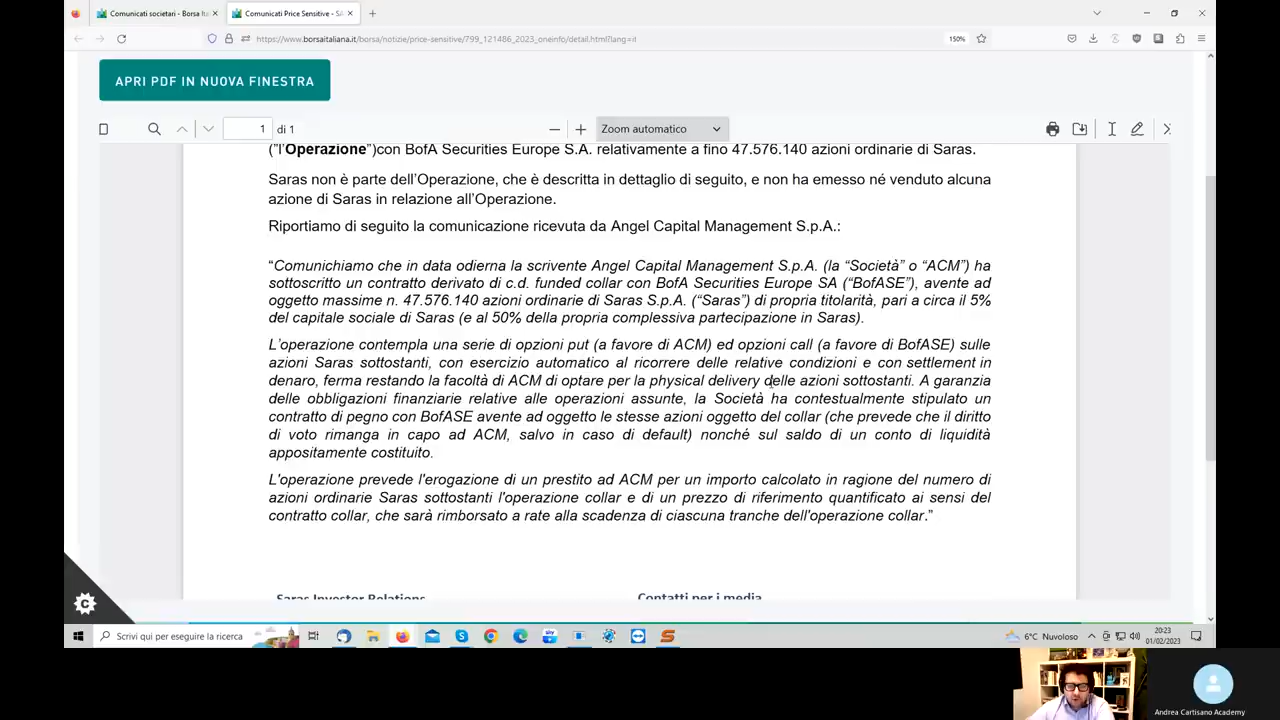 Comunicati societari - Borsa Ita
Comunicati Price Sensitive - SA
https://www.borsaitaliana.it/borsa/notizie/price-sensitive/799_121486_2023_oneinfo/detail.html?lang=it
150%
APRI PDF IN NUOVA FINESTRA
1 di 1
Zoom automatico
("l'Operazione")con BofA Securities Europe S.A. relativamente a fino 47.576.140 azioni ordinarie di Saras.
Saras non è parte dell'Operazione, che è descritta in dettaglio di seguito, e non ha emesso né venduto alcuna
azione di Saras in relazione all'Operazione.
Riportiamo di seguito la comunicazione ricevuta da Angel Capital Management S.p.A.:
"Comunichiamo che in data odierna la scrivente Angel Capital Management S.p.A. (la "Società" o "ACM") ha
sottoscritto un contratto derivato di c.d. funded collar con BofA Securities Europe SA ("BofASE"), avente ad
oggetto massime n. 47.576.140 azioni ordinarie di Saras S.p.A. ("Saras") di propria titolarità, pari a circa il 5%
del capitale sociale di Saras (e al 50% della propria complessiva partecipazione in Saras).
L'operazione contempla una serie di opzioni put (a favore di ACM) ed opzioni call (a favore di BofASE) sulle
azioni Saras sottostanti, con esercizio automatico al ricorrere delle relative condizioni e con settlement in
denaro, ferma restando la facoltà di ACM di optare per la physical delivery delle azioni sottostanti. A garanzia
delle obbligazioni finanziarie relative alle operazioni assunte, la Società ha contestualmente stipulato un
contratto di pegno con BofASE avente ad oggetto le stesse azioni oggetto del collar (che prevede che il diritto
di voto rimanga in capo ad ACM, salvo in caso di default) nonché sul saldo di un conto di liquidità
appositamente costituito.
L'operazione prevede l'erogazione di un prestito ad ACM per un importo calcolato in ragione del numero di
azioni ordinarie Saras sottostanti l'operazione collar e di un prezzo di riferimento quantificato ai sensi del
contratto collar, che sarà rimborsato a rate alla scadenza di ciascuna tranche dell'operazione collar."
Saras Investor Relations
Contatti per i media
Scrivi qui per eseguire la ricerca
sky
6°C Nuvoloso
20:23
01/02/2023
Andrea Cartisano Academy